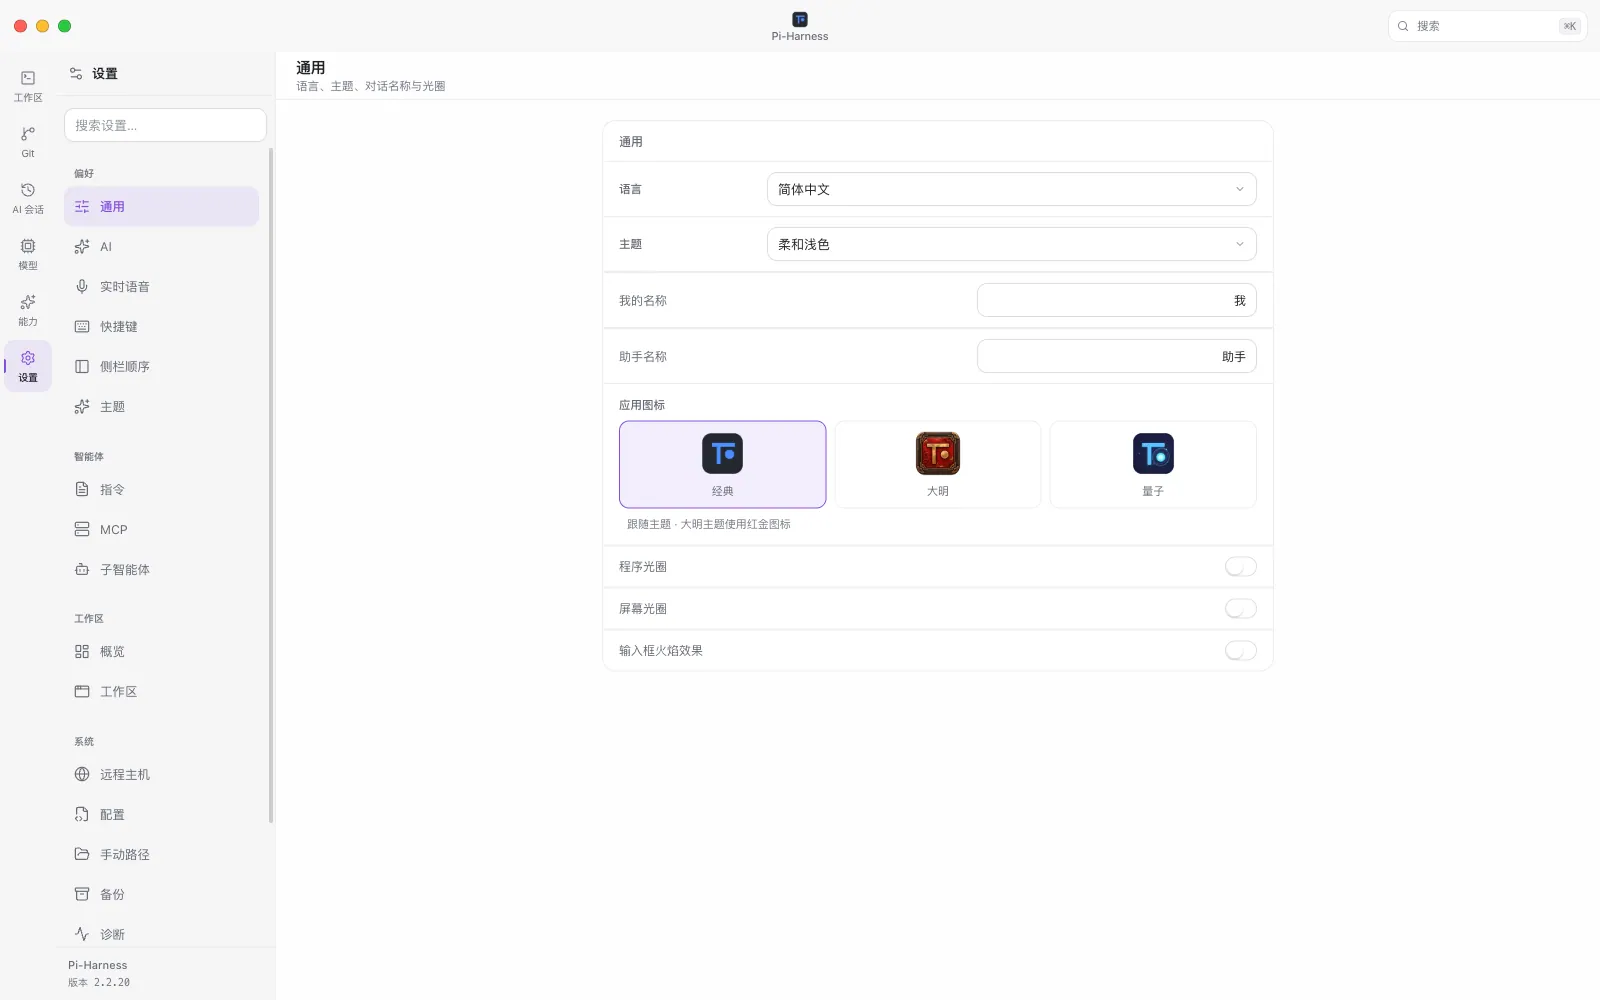 Pi-Harness
搜索
⌘K
工作区
Git
AI 会话
模型
能力
设置
设置
搜索设置...
偏好
通用
AI
实时语音
快捷键
侧栏顺序
主题
智能体
指令
MCP
子智能体
工作区
概览
工作区
系统
远程主机
配置
手动路径
备份
诊断
Pi-Harness
版本 2.2.20
通用
语言、主题、对话名称与光圈
通用
语言
简体中文
主题
柔和浅色
我的名称
我
助手名称
助手
应用图标
经典
大明
量子
跟随主题 · 大明主题使用红金图标
程序光圈
屏幕光圈
输入框火焰效果